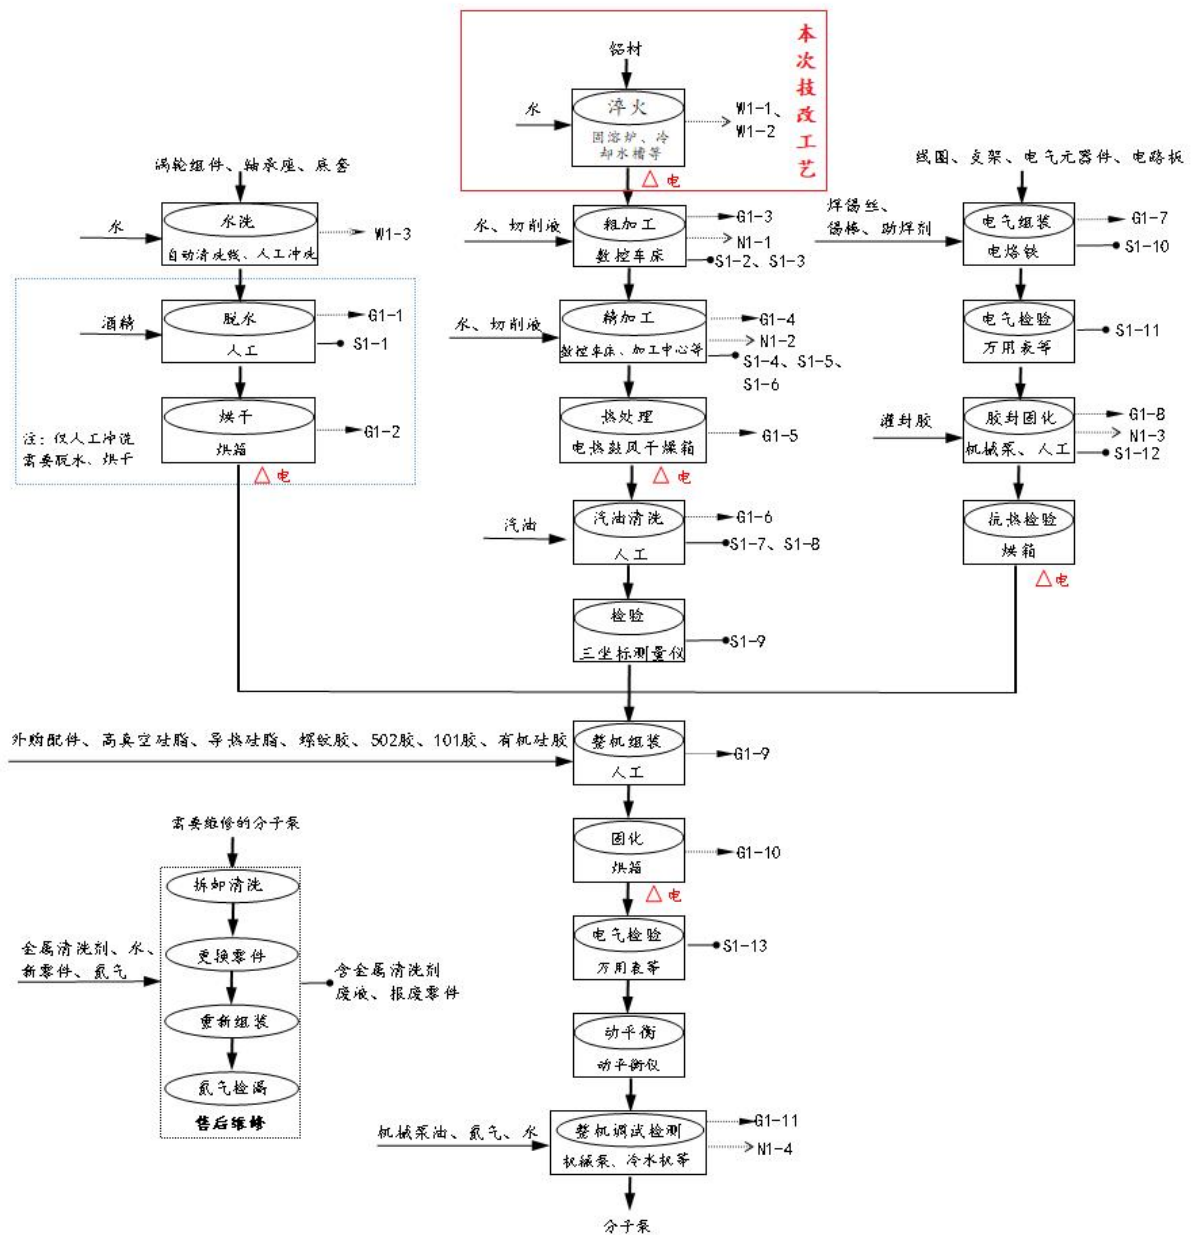 本次技改工艺
铝材
水
淬火
固溶炉、冷
却水槽等
W1-1、
W1-2
△电
涡轮组件、轴承座、底套
水
水洗
自动清洗线、人工冲洗
W1-3
酒精
脱水
人工
G1-1
S1-1
烘干
烘箱
G1-2
注：仅人工冲洗
需要脱水、烘干
△电
水、切削液
粗加工
数控车床
G1-3
N1-1
S1-2、S1-3
水、切削液
精加工
数控车床、加工中心等
G1-4
N1-2
S1-4、S1-5、
S1-6
热处理
电热鼓风干燥箱
G1-5
△电
汽油
汽油清洗
人工
G1-6
S1-7、S1-8
检验
三坐标测量仪
S1-9
线圈、支架、电气元器件、电路板
焊锡丝、
锡棒、助焊剂
电气组装
电烙铁
G1-7
S1-10
电气检验
万用表等
S1-11
灌封胶
胶封固化
机械泵、人工
G1-8
N1-3
S1-12
抗热检验
烘箱
△电
外购配件、高真空硅脂、导热硅脂、螺纹胶、502胶、101胶、有机硅胶
整机组装
人工
G1-9
固化
烘箱
G1-10
△电
电气检验
万用表等
S1-13
动平衡
动平衡仪
机械泵油、氮气、水
整机调试检测
机械泵、冷水机等
G1-11
N1-4
分子泵
需要维修的分子泵
拆卸清洗
更换零件
重新组装
氦气检漏
售后维修
金属清洗剂、水、
新零件、氦气
含金属清洗剂
废液、报废零件